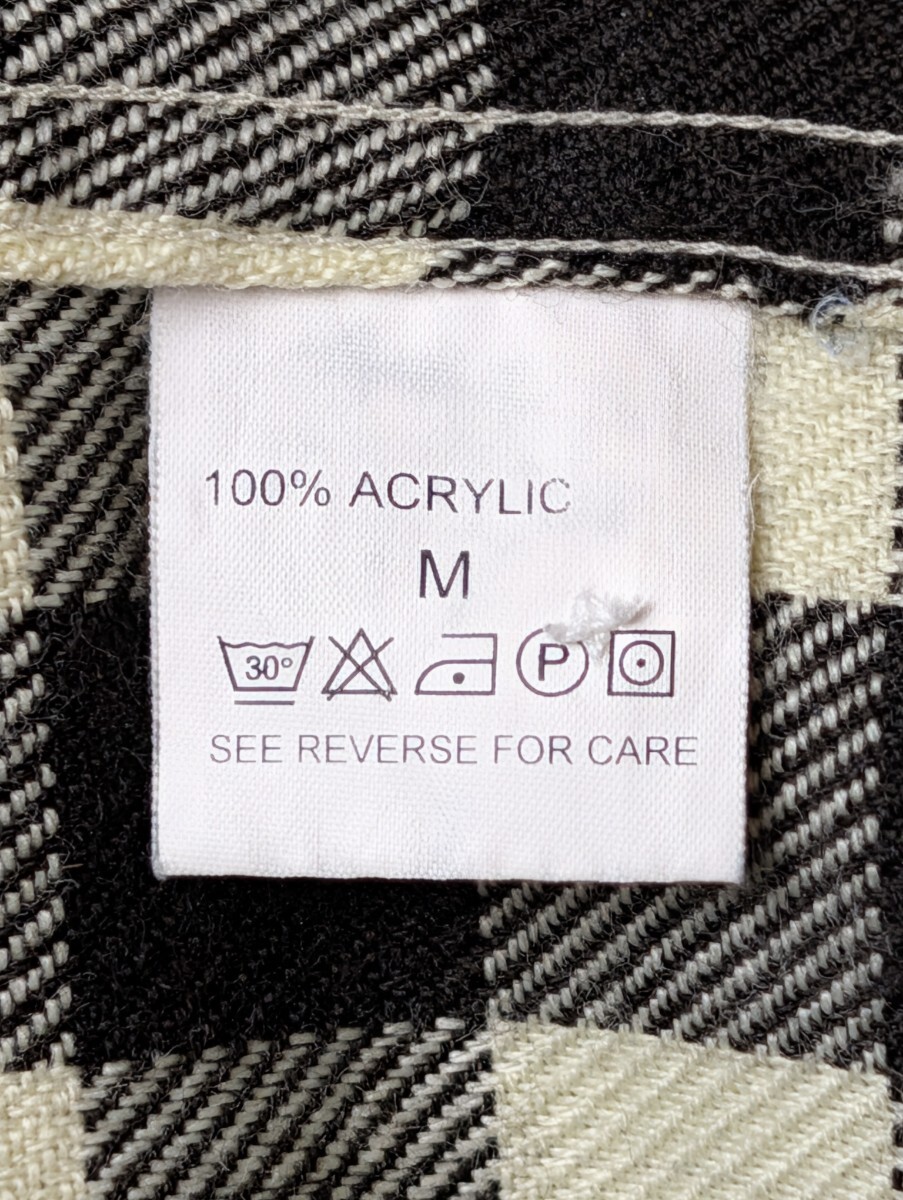 100% ACRYLIC
M
30° P
SEE REVERSE FOR CARE